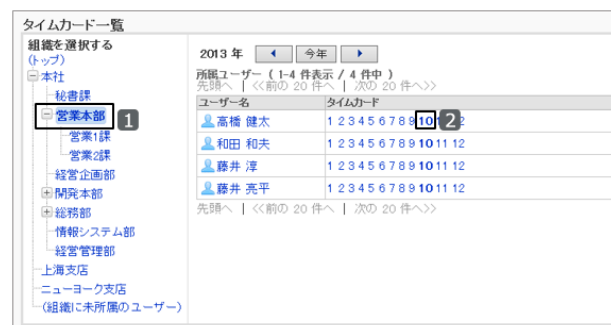 タイムカード一覧
組織を選択する
(トップ)
本社
秘書課
営業本部 1
営業1課
営業2課
経営企画部
開発本部
総務部
情報システム部
経営管理部
上海支店
ニューヨーク支店
(組織に未所属のユーザー)
2013 年 今年
所属ユーザー ( 1-4 件表示 / 4 件中 )
先頭へ | <<前の 20 件へ | 次の 20 件へ>>
ユーザー名 タイムカード
高橋 健太 1 2 3 4 5 6 7 8 9 10 2
和田 和夫 1 2 3 4 5 6 7 8 9 10 11 12
藤井 淳 1 2 3 4 5 6 7 8 9 10 11 12
藤井 亮平 1 2 3 4 5 6 7 8 9 10 11 12
先頭へ | <<前の 20 件へ | 次の 20 件へ>>